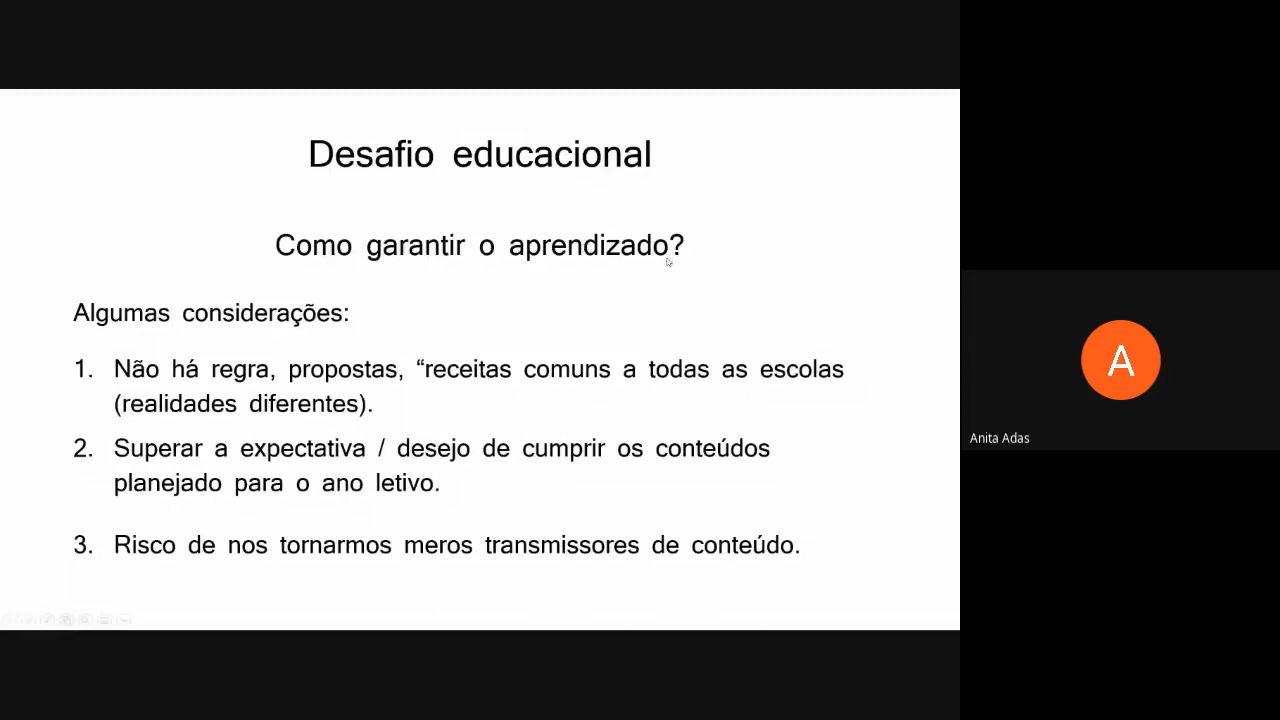 Desafio educacional
Como garantir o aprendizado?
Algumas considerações:
1. Não há regra, propostas, “receitas comuns a todas as escolas
(realidades diferentes).
2. Superar a expectativa / desejo de cumprir os conteúdos
planejado para o ano letivo.
3. Risco de nos tornarmos meros transmissores de conteúdo.
A
Anita Adas